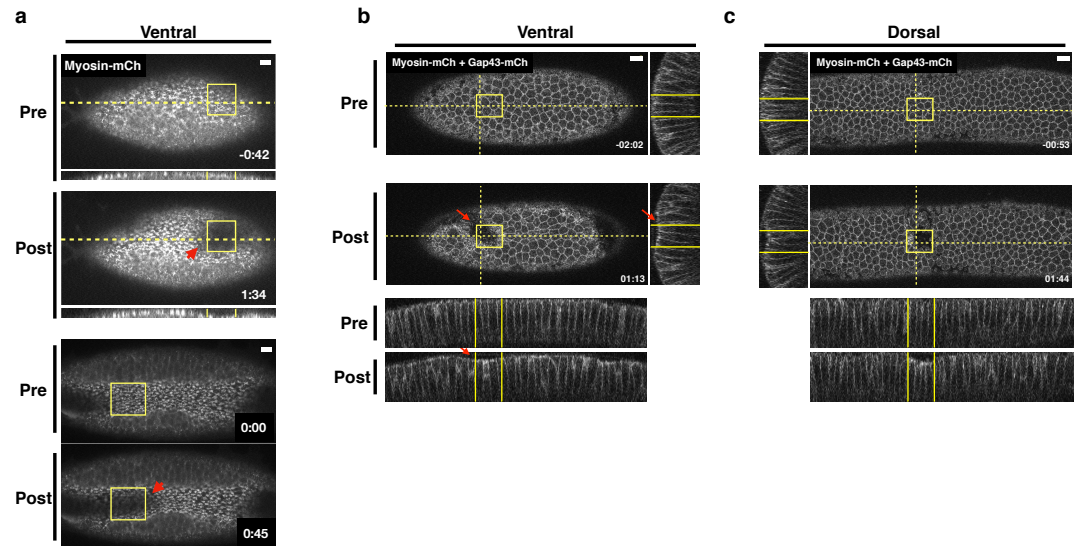 a
Ventral
Myosin-mCh
Pre
-0:42
Post
1:34
Pre
0:00
Post
0:45
b
Ventral
Myosin-mCh + Gap43-mCh
Pre
-02:02
Post
01:13
Pre
Post
c
Dorsal
Myosin-mCh + Gap43-mCh
-00:53
01:44